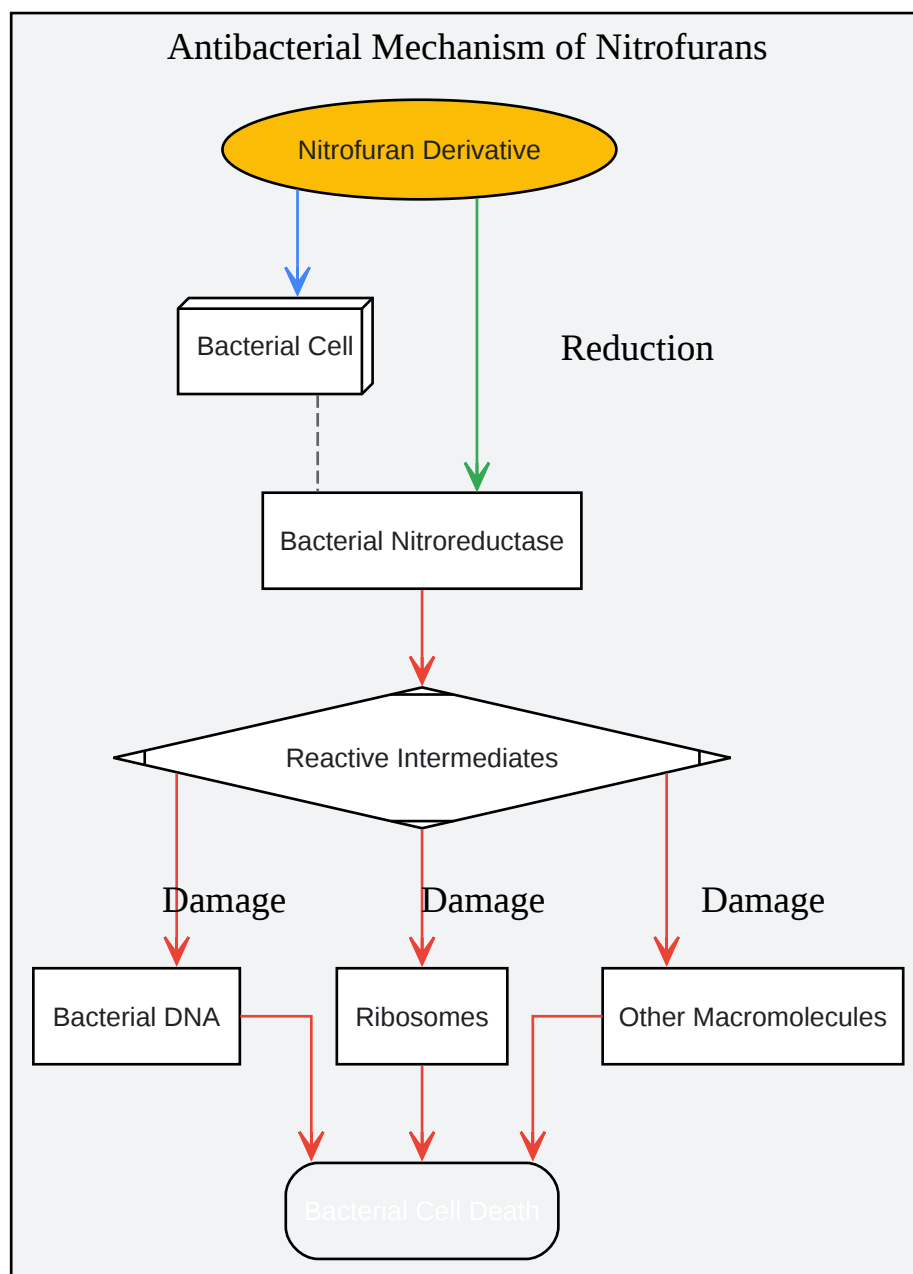 Antibacterial Mechanism of Nitrofurans
Nitrofuran Derivative
Bacterial Cell
Reduction
Bacterial Nitroreductase
Reactive Intermediates
Damage
Damage
Damage
Bacterial DNA
Ribosomes
Other Macromolecules
Bacterial Cell Death